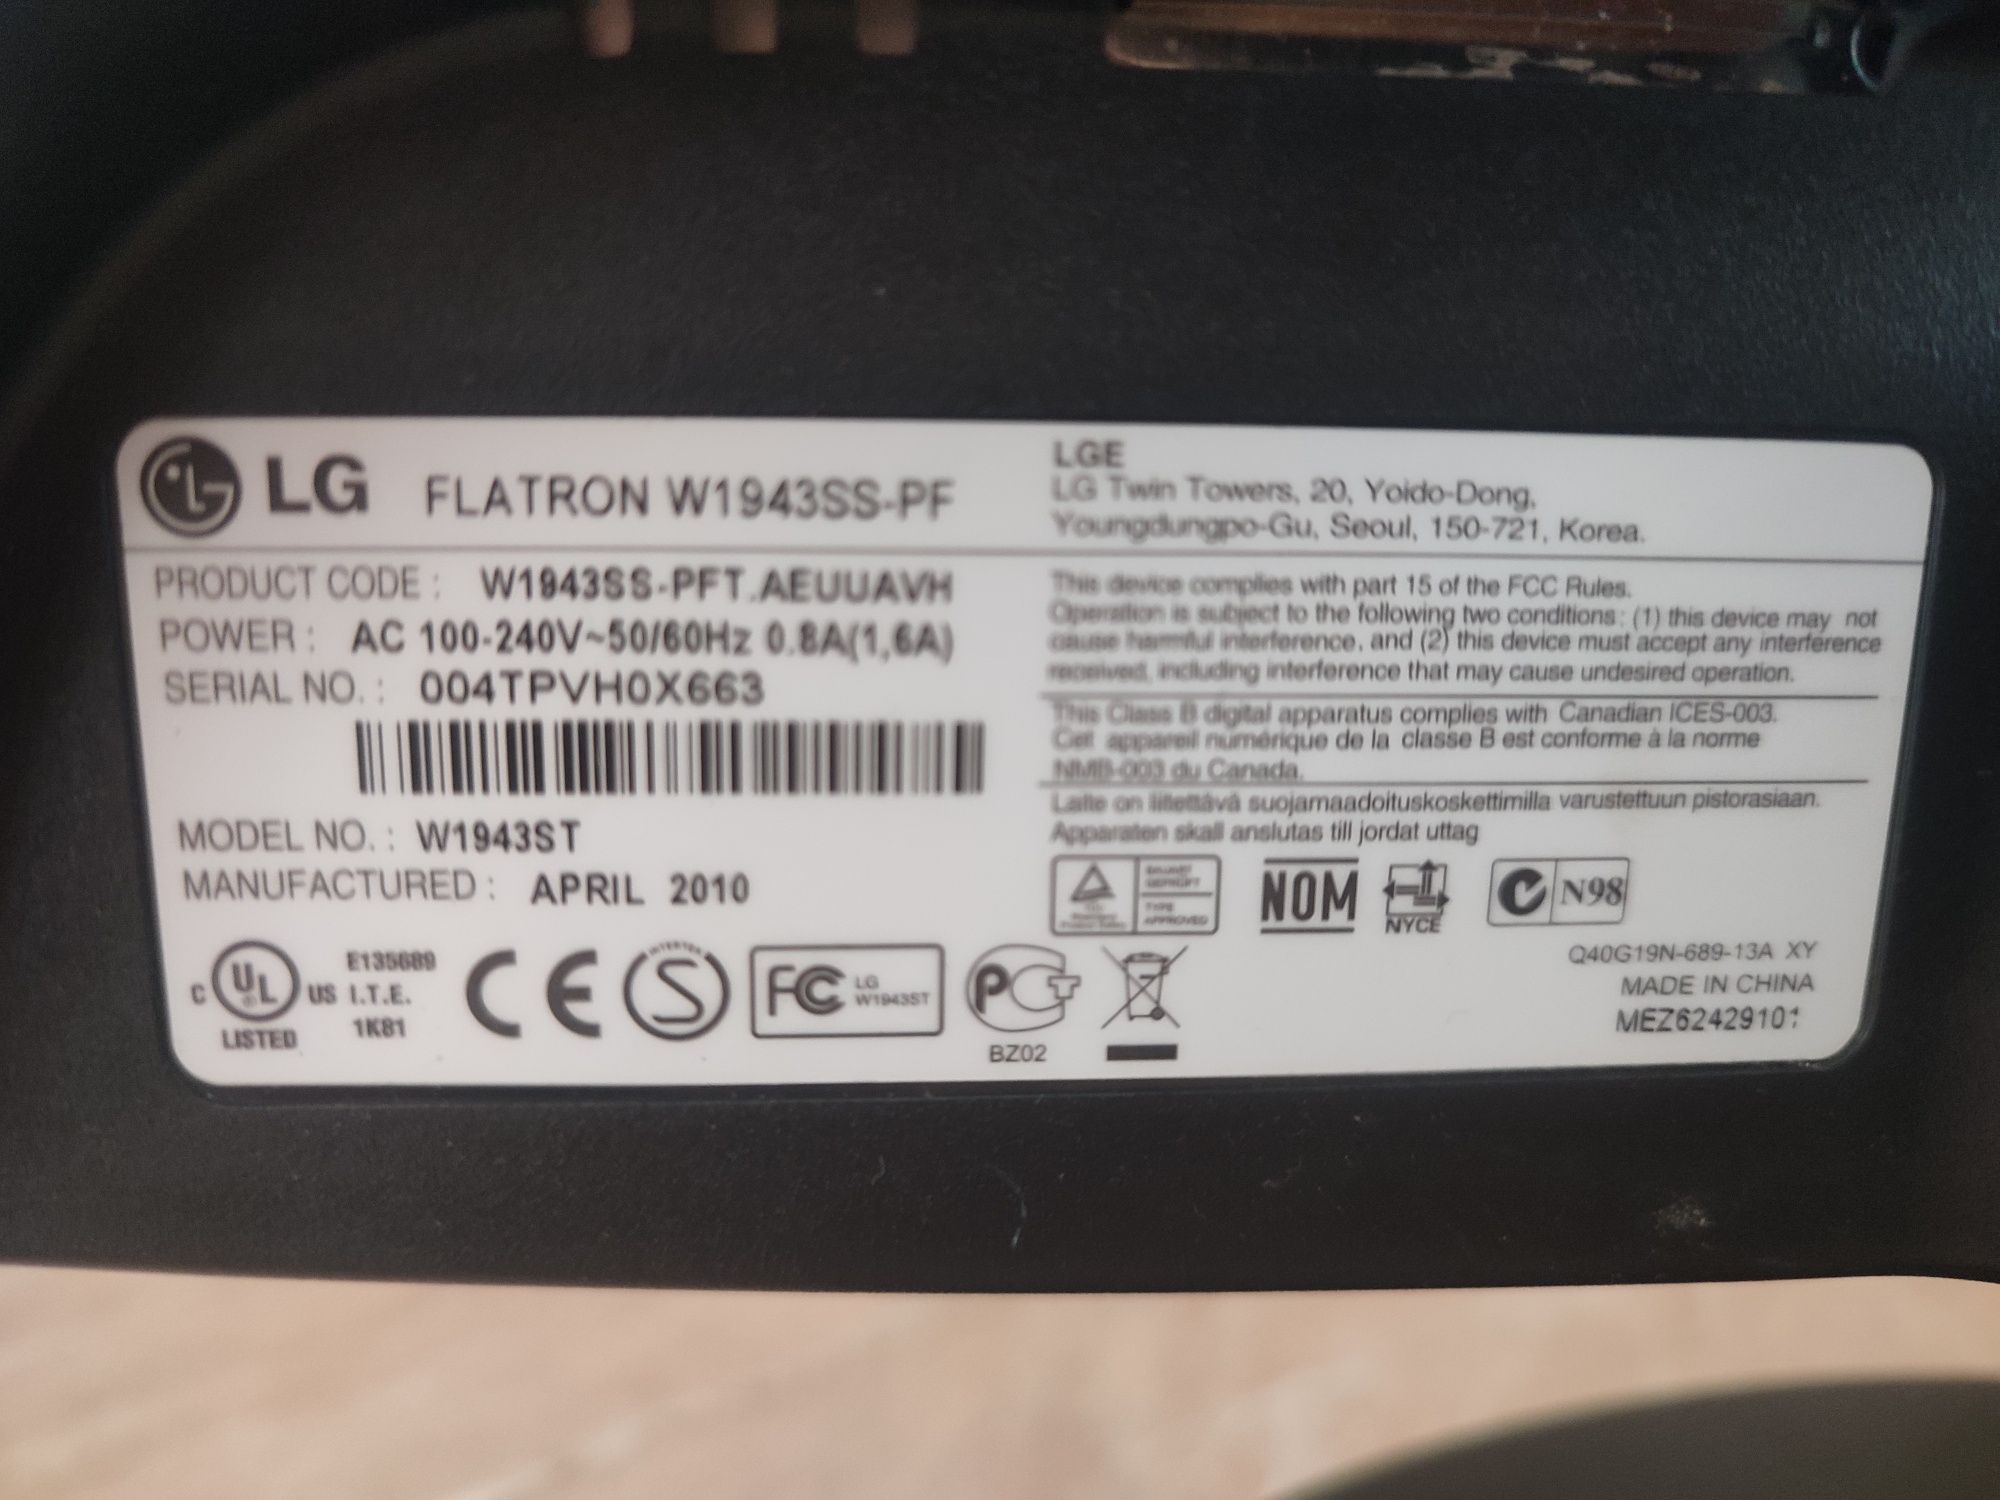 LG FLATRON W1943SS-PF
LGE
LG Twin Towers, 20, Yoido-Dong,
Youngdungpo-Gu, Seoul, 150-721, Korea.
PRODUCT CODE : W1943SS-PFT.AEUUAVH
POWER : AC 100-240V~50/60Hz 0.8A(1,6A)
SERIAL NO. : 004TPVH0X663
MODEL NO. : W1943ST
MANUFACTURED : APRIL 2010
This device complies with part 15 of the FCC Rules.
Operation is subject to the following two conditions: (1) this device may not
cause harmful interference, and (2) this device must accept any interference
received, including interference that may cause undesired operation.
This Class B digital apparatus complies with Canadian ICES-003.
Cet appareil numérique de la classe B est conforme à la norme
NMB-003 du Canada.
Laite on liitettävä suojamaadoituskoskettimilla varustettuun pistorasiaan.
Apparaten skall anslutas till jordat uttag
TYPE
APPROVED
NOM
NYCE
N98
C UL US
LISTED
E135689
I.T.E.
1K81
CE
INTERTEK
S
FC LG
W1943ST
PCT
BZ02
Q40G19N-689-13A XY
MADE IN CHINA
MEZ62429101